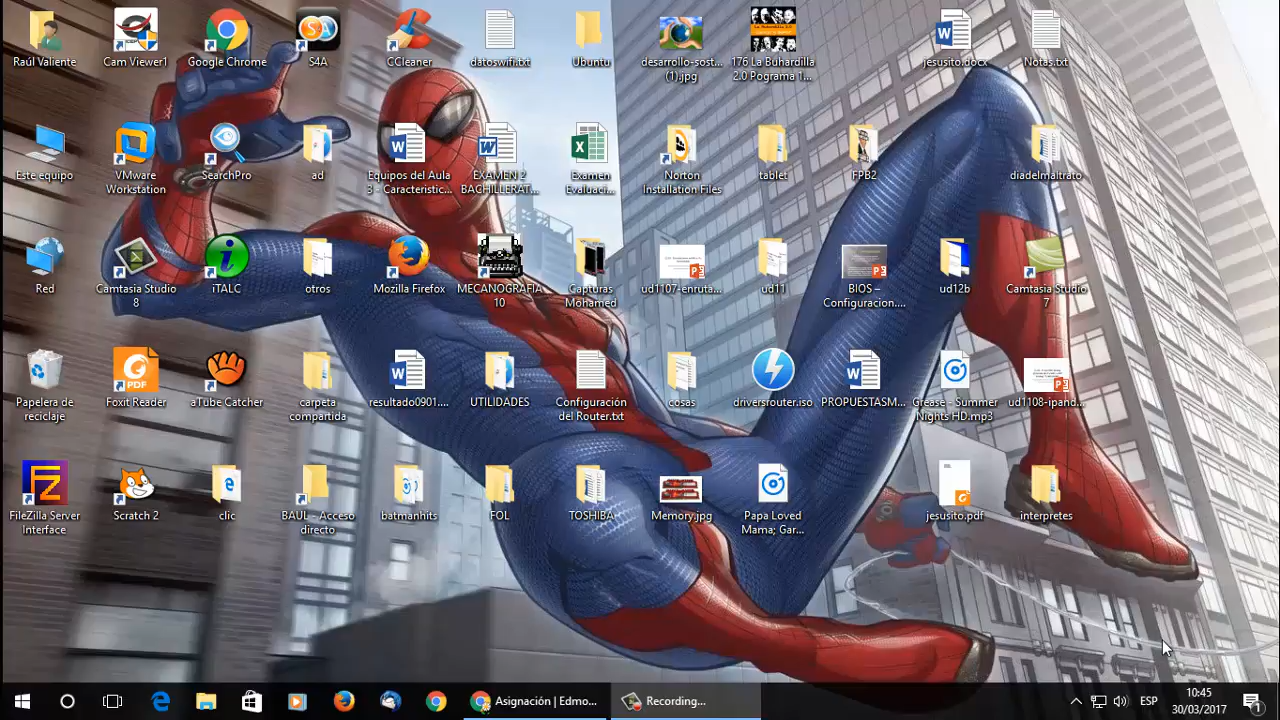 Raúl Valiente
Cam Viewer1
Google Chrome
S4A
CCleaner
datoswifi.txt
Ubuntu
desarrollo-sost...
(1).jpg
176 La Buhardilla
2.0 Pograma 1...
jesusito.docx
Notas.txt
Este equipo
VMware
Workstation
SearchPro
ad
Equipos del Aula
3 - Caracteristic...
EXAMEN 2
BACHILLERAT...
Examen
Evaluaci...
Norton
Installation Files
tablet
FPB2
diadelmaltrato
Red
Camtasia Studio
8
iTALC
otros
Mozilla Firefox
MECANOGRAFIA
10
Capturas
Mohamed
ud1107-enruta...
ud11
BIOS –
Configuracion....
ud12b
Camtasia Studio
7
Papelera de
reciclaje
PDF
Foxit Reader
aTube Catcher
carpeta
compartida
resultado0901....
UTILIDADES
Configuración
del Router.txt
cosas
driversrouter.iso
PROPUESTASM...
Grease - Summer
Nights HD.mp3
ud1108-ipand...
FileZilla Server
Interface
Scratch 2
clic
BAUL - Acceso
directo
batmanhits
FOL
TOSHIBA
Memory.jpg
Papa Loved
Mama; Gar...
jesusito.pdf
interpretes
Asignación | Edmo...
Recording...
ESP
10:45
30/03/2017
1